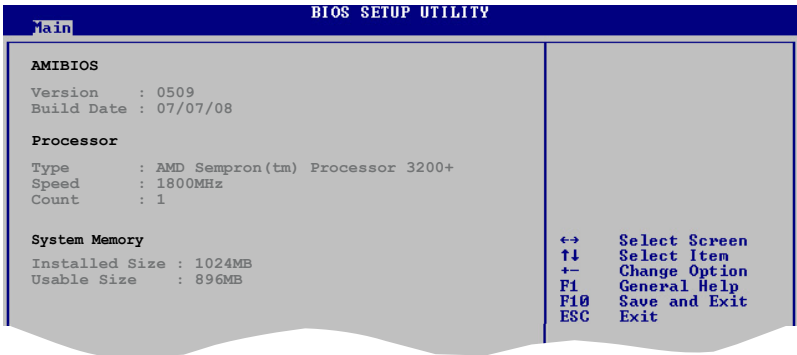 BIOS SETUP UTILITY
Main
AMIBIOS
Version : 0509
Build Date : 07/07/08
Processor
Type : AMD Sempron(tm) Processor 3200+
Speed : 1800MHz
Count : 1
System Memory
Installed Size : 1024MB
Usable Size : 896MB
←→ Select Screen
↑↓ Select Item
+- Change Option
F1 General Help
F10 Save and Exit
ESC Exit